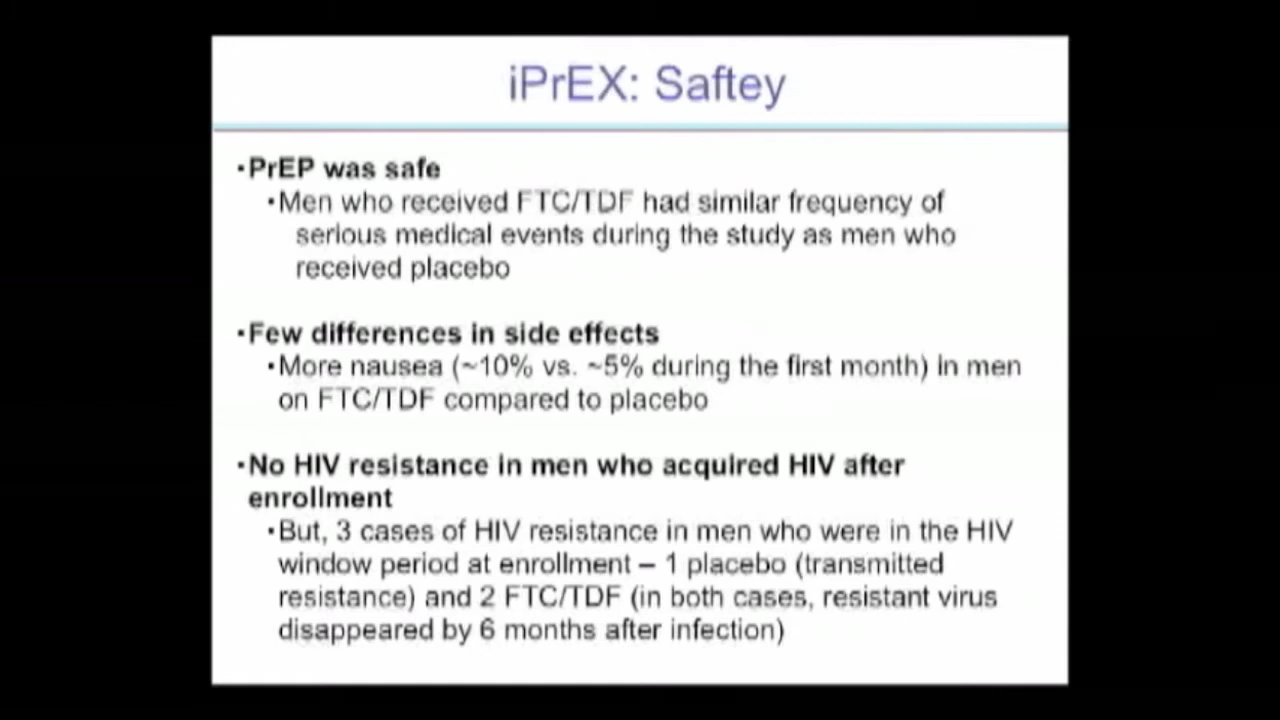 iPrEX: Saftey
·PrEP was safe
·Men who received FTC/TDF had similar frequency of
serious medical events during the study as men who
received placebo
·Few differences in side effects
·More nausea (~10% vs. ~5% during the first month) in men
on FTC/TDF compared to placebo
·No HIV resistance in men who acquired HIV after
enrollment
·But, 3 cases of HIV resistance in men who were in the HIV
window period at enrollment – 1 placebo (transmitted
resistance) and 2 FTC/TDF (in both cases, resistant virus
disappeared by 6 months after infection)